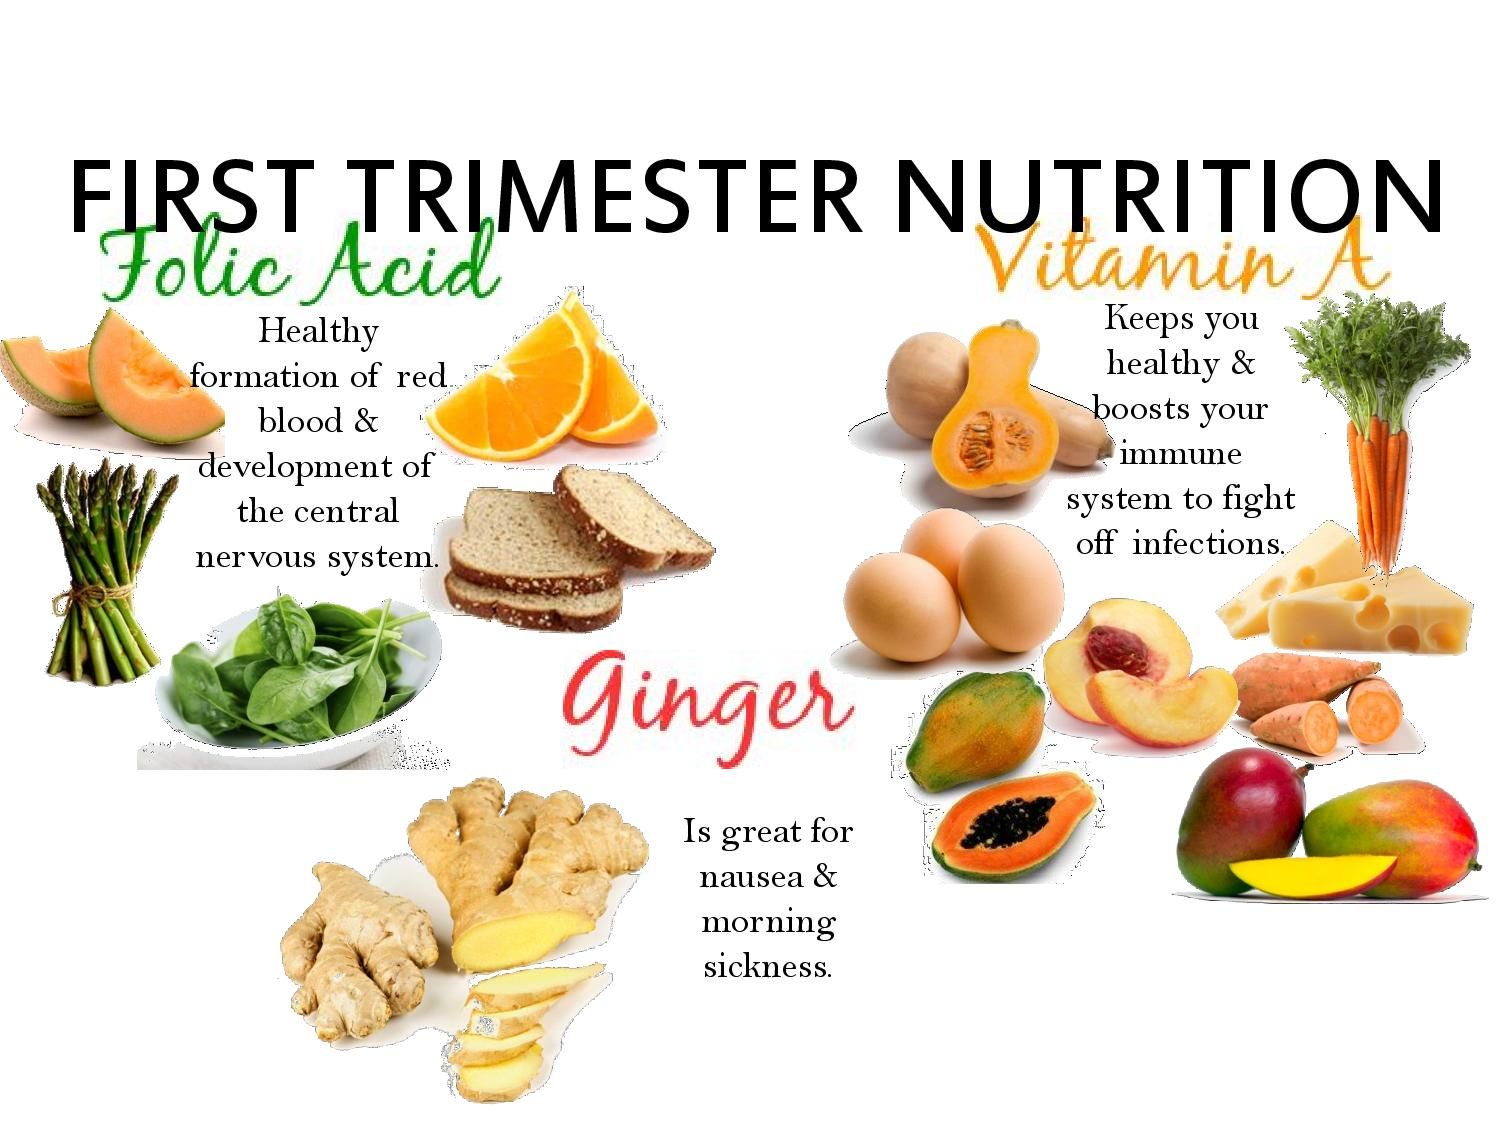 FIRST TRIMESTER NUTRITION
Folic Acid
Healthy
formation of red
blood &
development of
the central
nervous system.
Vitamin A
Keeps you
healthy &
boosts your
immune
system to fight
off infections.
Ginger
Is great for
nausea &
morning
sickness.